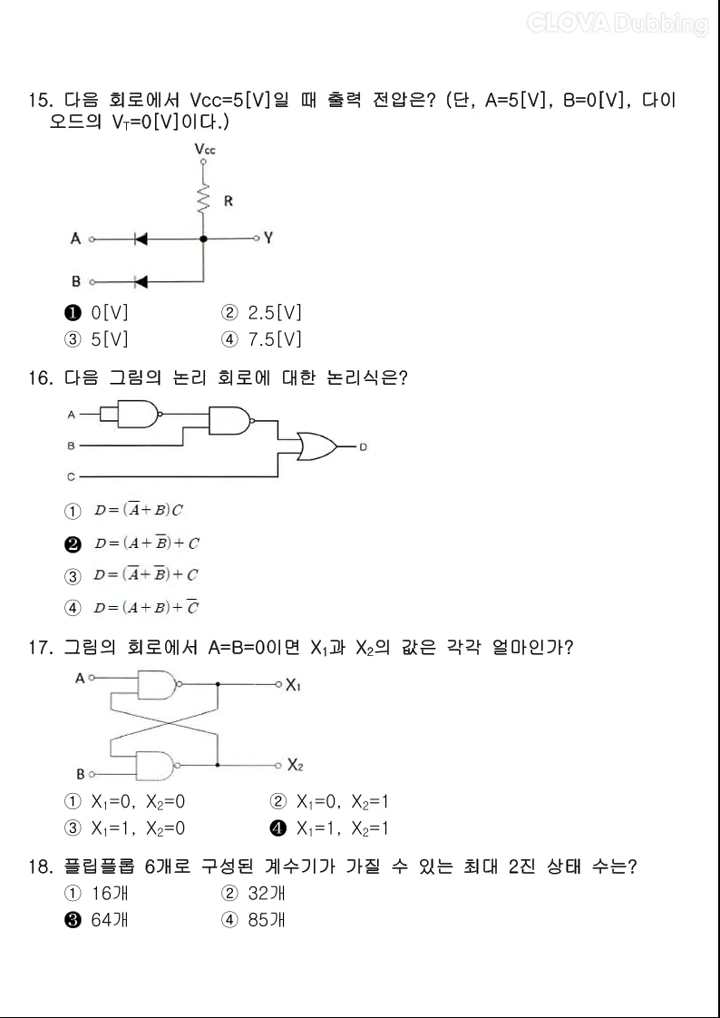 CLOVA Dubbing
15. 다음 회로에서 Vcc=5[V]일 때 출력 전압은? (단, A=5[V], B=0[V], 다이
오드의 V_T=0[V]이다.)
Vcc
R
A
Y
B
❶ 0[V] ② 2.5[V]
③ 5[V] ④ 7.5[V]
16. 다음 그림의 논리 회로에 대한 논리식은?
A
B
D
C
① D=(A̅+B)C
❷ D=(A+B̅)+C
③ D=(A̅+B̅)+C
④ D=(A+B)+C̅
17. 그림의 회로에서 A=B=0이면 X₁과 X₂의 값은 각각 얼마인가?
A
X₁
X₂
B
① X₁=0, X₂=0 ② X₁=0, X₂=1
③ X₁=1, X₂=0 ❹ X₁=1, X₂=1
18. 플립플롭 6개로 구성된 계수기가 가질 수 있는 최대 2진 상태 수는?
① 16개 ② 32개
❸ 64개 ④ 85개